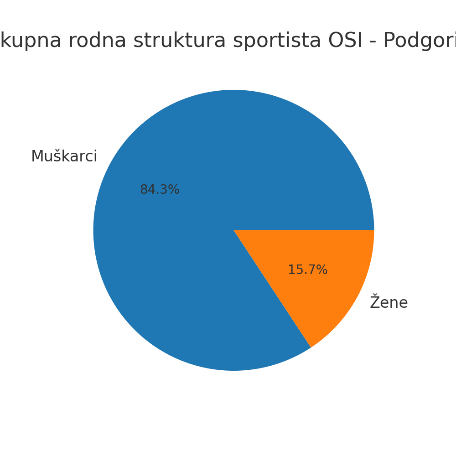 kupna rodna struktura sportista OSI - Podgori
Muškarci
84.3%
15.7%
Žene